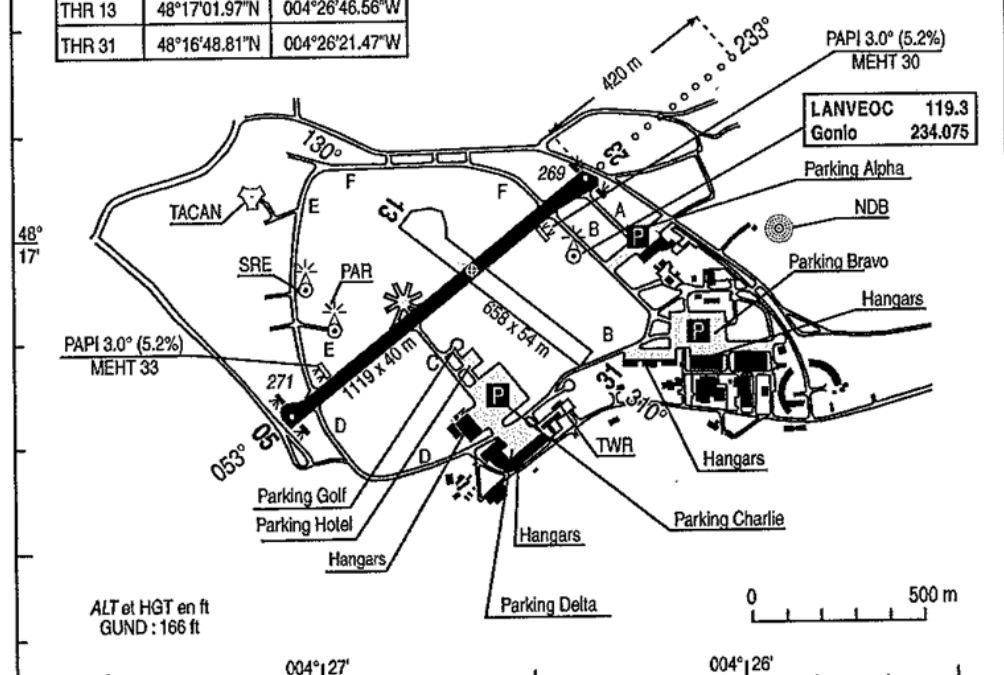 THR 13 48°17'01.97"N 004°26'46.56"W
THR 31 48°16'48.81"N 004°26'21.47"W
420 m
233°
PAPI 3.0° (5.2%)
MEHT 30
LANVEOC 119.3
Gonio 234.075
130°
23
269
F
F
Parking Alpha
TACAN
E
13
A
B
P
NDB
48°
17'
SRE
PAR
Parking Bravo
Hangars
658 x 54 m
B
P
PAPI 3.0° (5.2%)
MEHT 33
E
1119 x 40 m
C
271
31
310°
P
05
053°
D
D
TWR
Hangars
Parking Golf
Parking Hotel
Parking Charlie
Hangars
Hangars
Parking Delta
ALT et HGT en ft
GUND : 166 ft
0 500 m
004° 27' 004° 26'